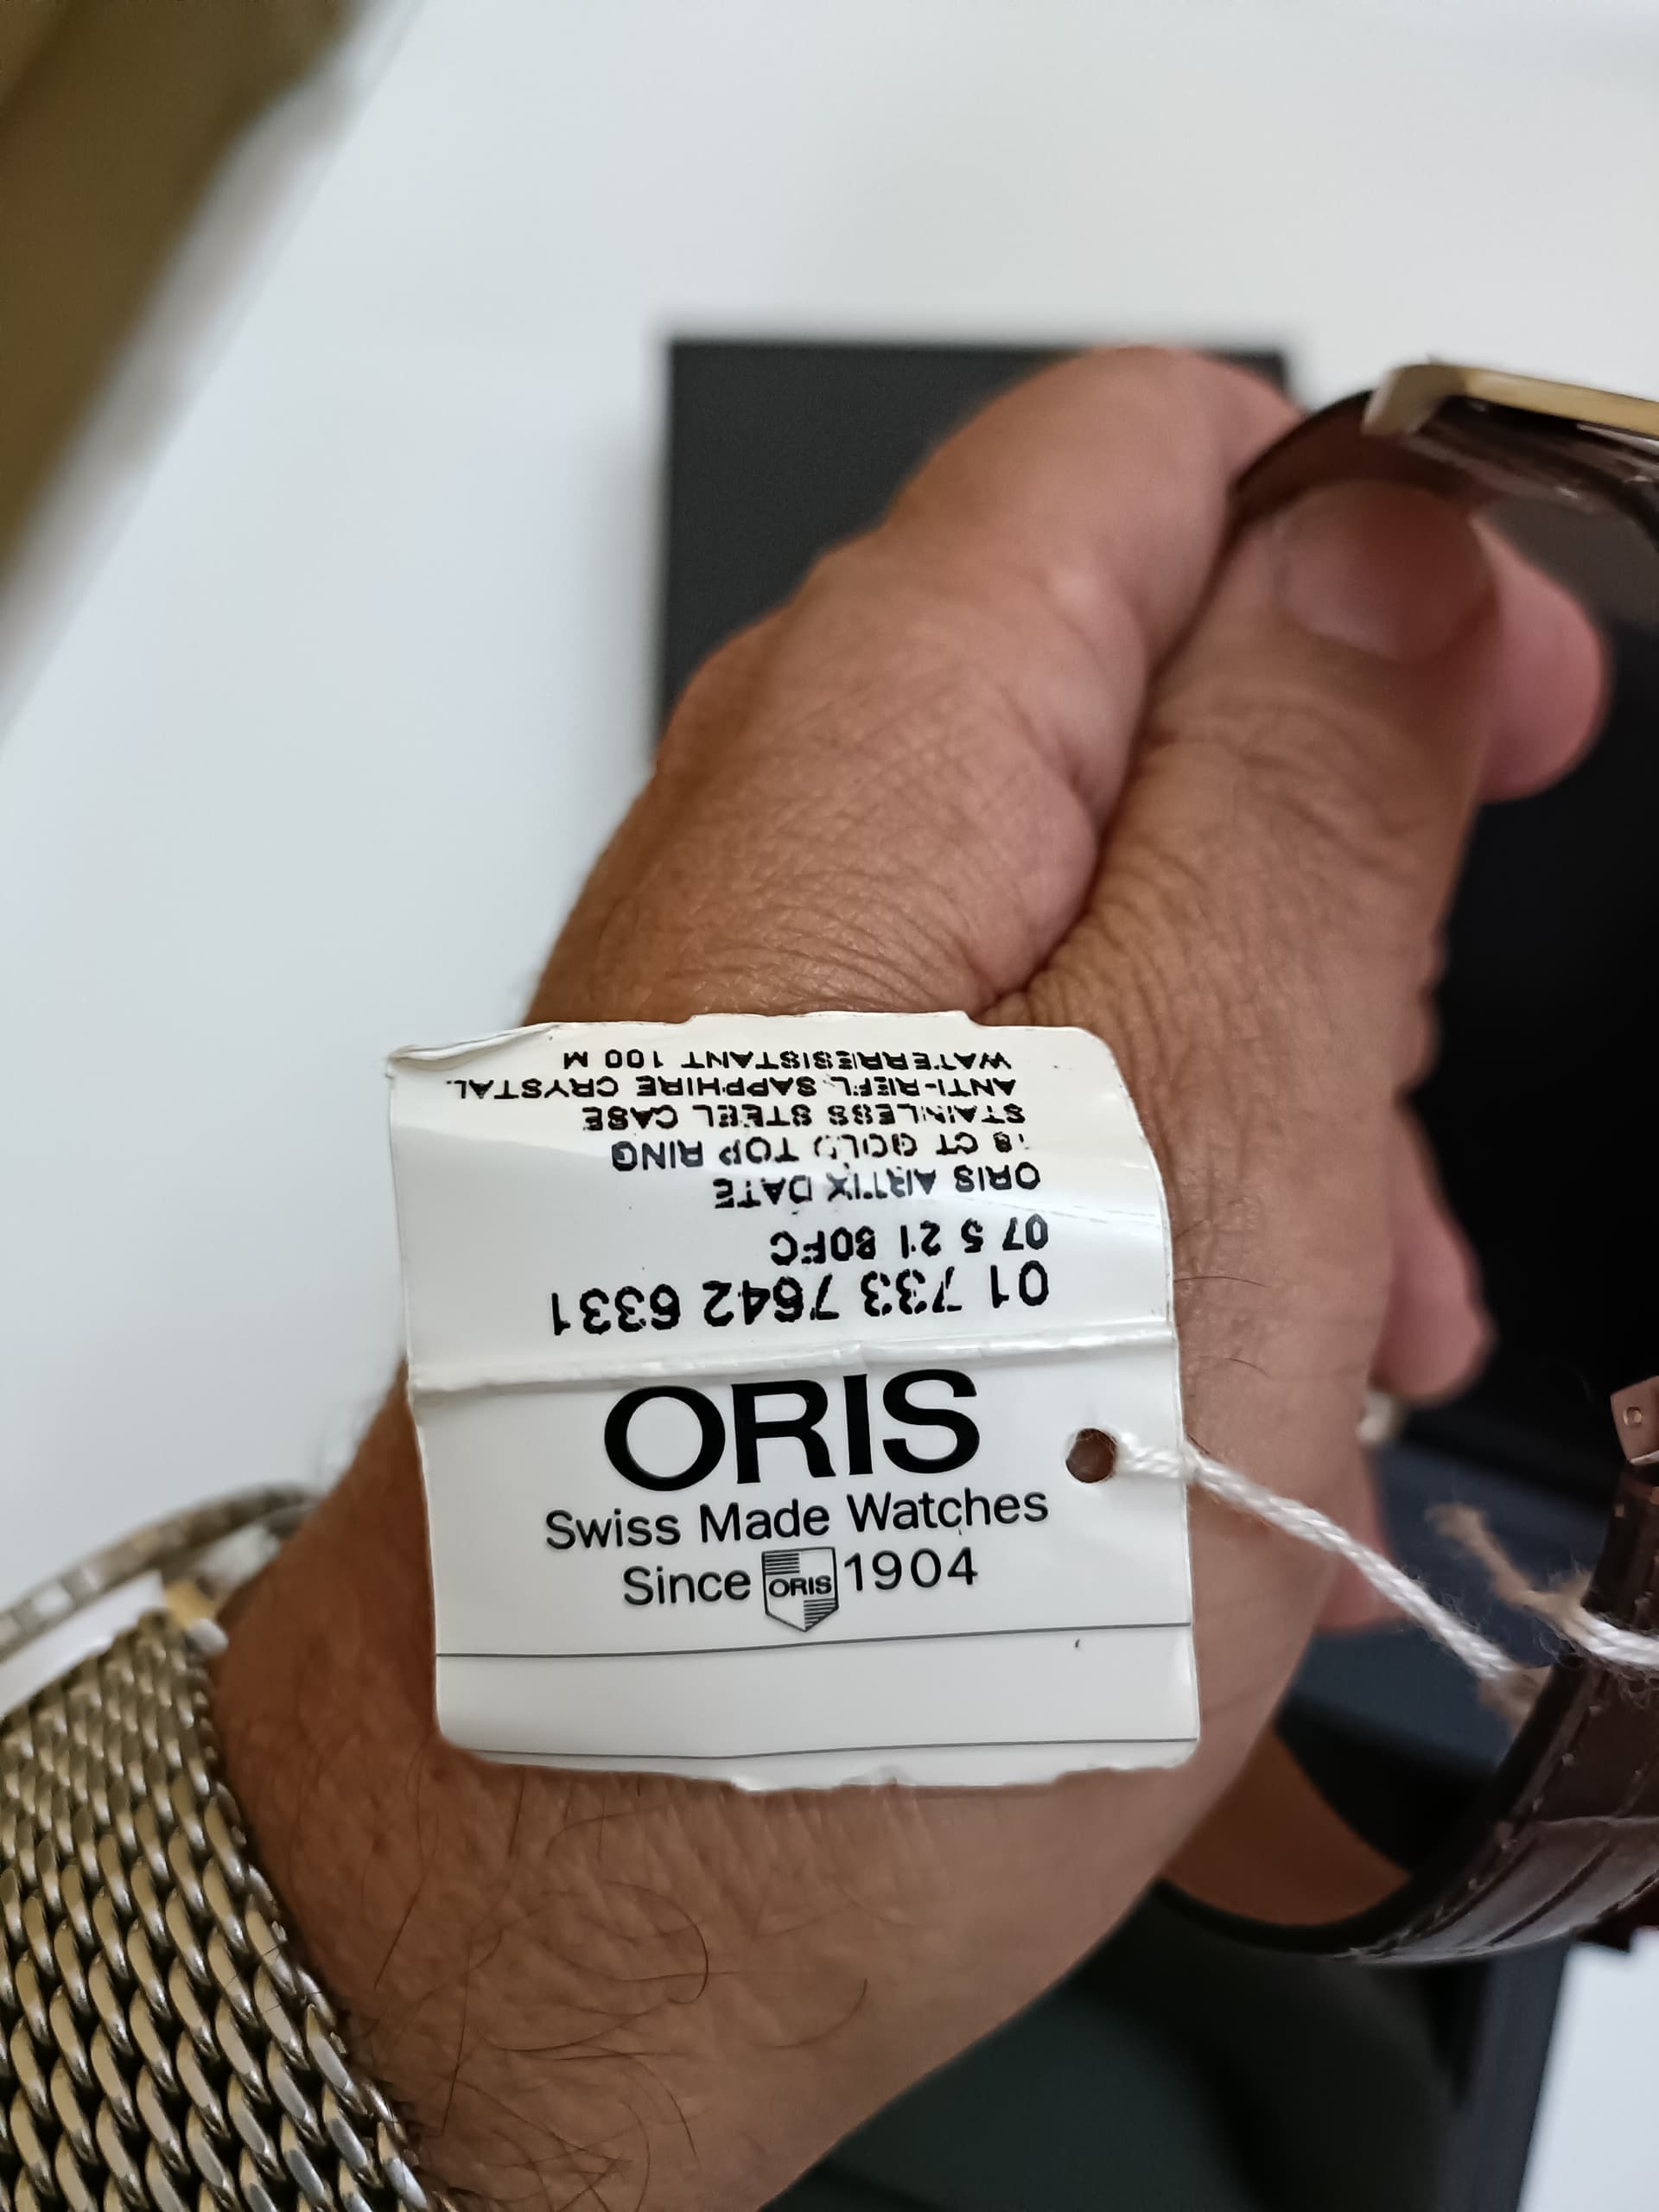 ORIS
Swiss Made Watches
Since ORIS 1904
01 733 7642 6331
07 5 21 80FC
ORIS ARTIX DATE
18 CT GOLD TOP RING
STAINLESS STEEL CASE
ANTI-REFL.SAPPHIRE CRYSTAL.
WATERRESISTANT 100 M